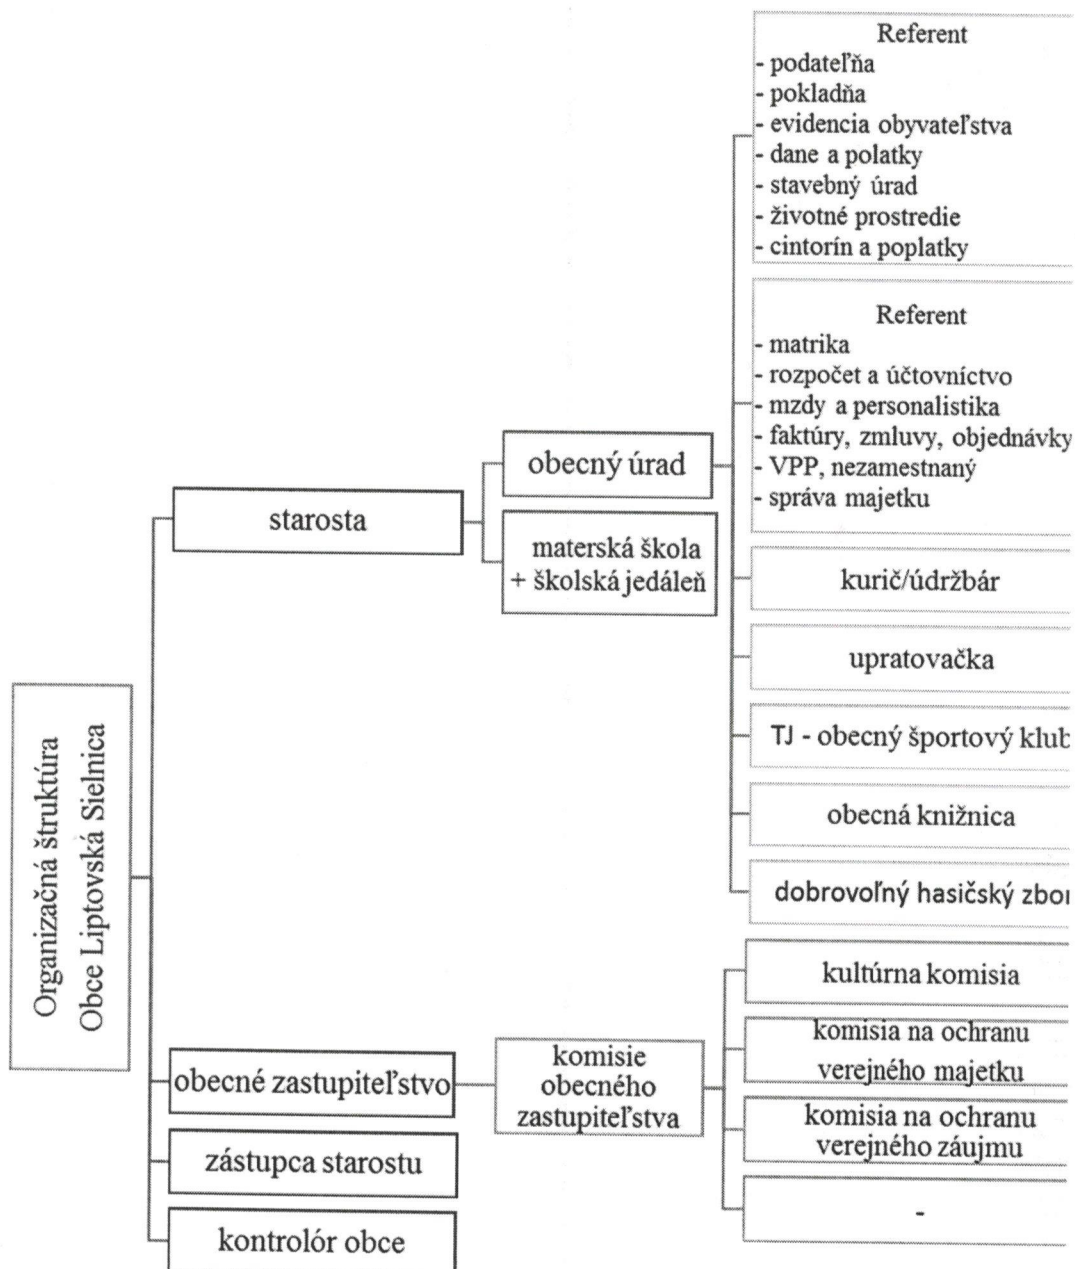 Organizačná štruktúra
Obce Liptovská Sielnica
starosta
obecný úrad
materská škola
+ školská jedáleň
Referent
- podateľňa
- pokladňa
- evidencia obyvateľstva
- dane a polatky
- stavebný úrad
- životné prostredie
- cintorín a poplatky
Referent
- matrika
- rozpočet a účtovníctvo
- mzdy a personalistika
- faktúry, zmluvy, objednávky
- VPP, nezamestnaný
- správa majetku
kurič/údržbár
upratovačka
TJ - obecný športový klub
obecná knižnica
dobrovoľný hasičský zbor
obecné zastupiteľstvo
komisie
obecného
zastupiteľstva
kultúrna komisia
komisia na ochranu
verejného majetku
komisia na ochranu
verejného záujmu
-
zástupca starostu
kontrolór obce